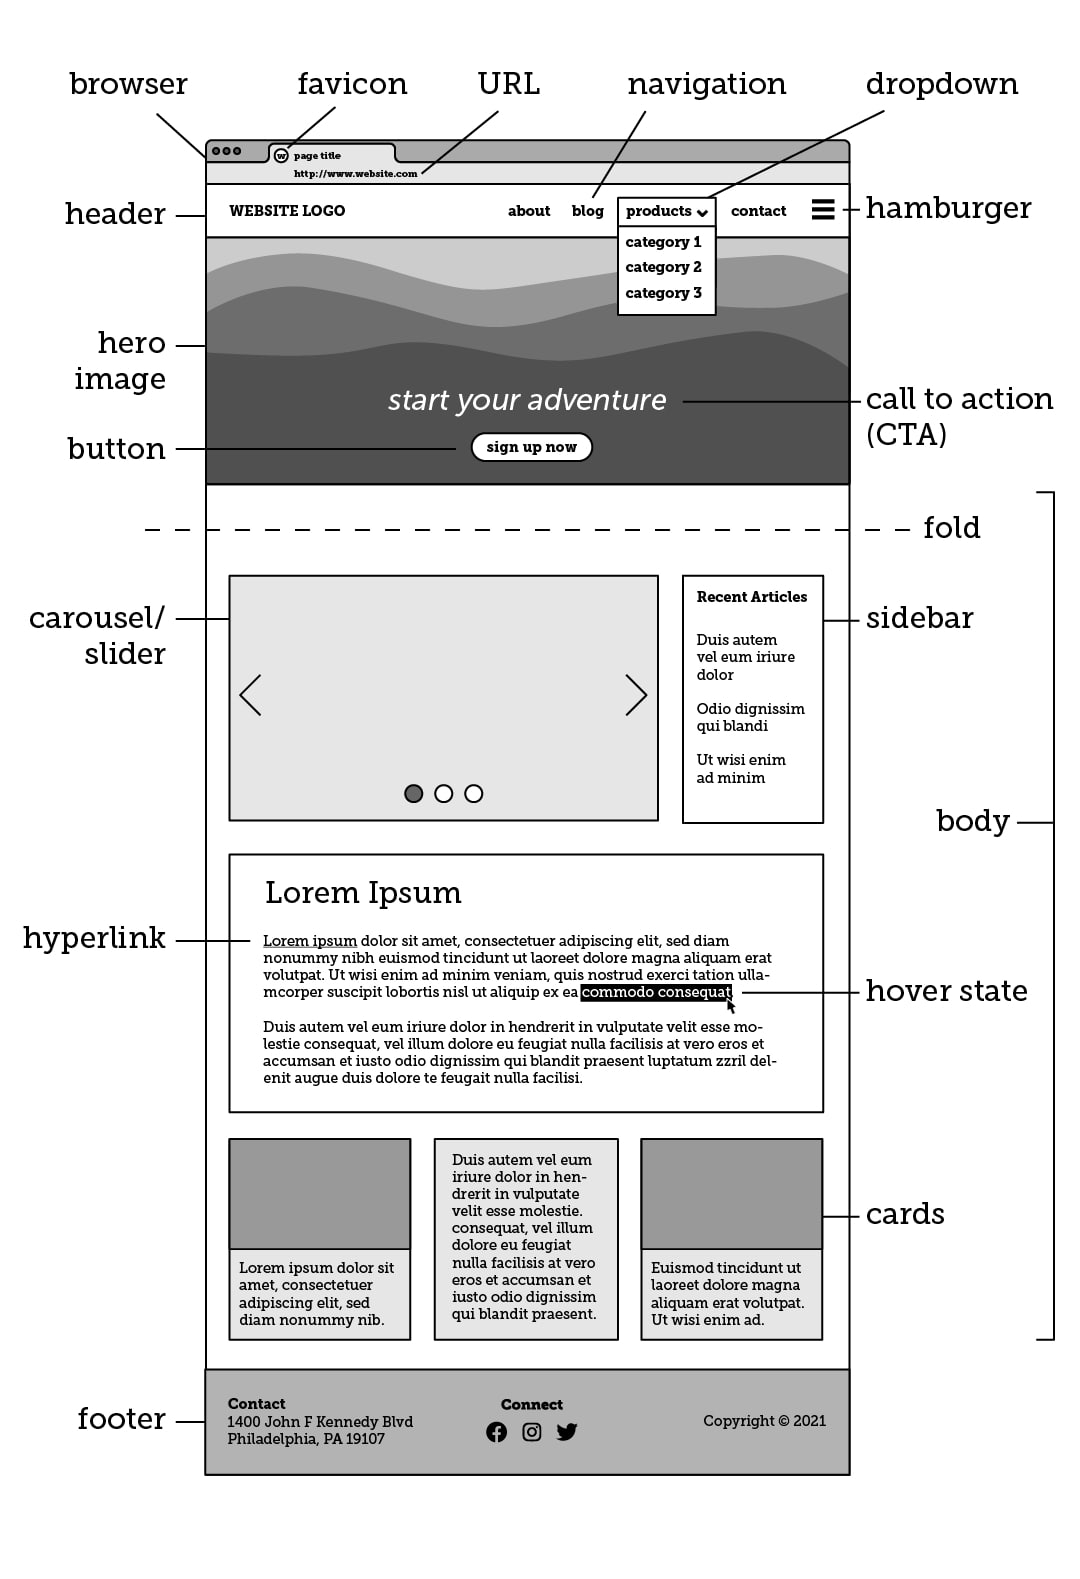 browser
favicon
URL
navigation
dropdown
w
page title
http://www.website.com
header
WEBSITE LOGO
about
blog
products
contact
hamburger
category 1
category 2
category 3
hero
image
start your adventure
call to action
(CTA)
button
sign up now
fold
carousel/
slider
Recent Articles
sidebar
Duis autem
vel eum iriure
dolor
Odio dignissim
qui blandi
Ut wisi enim
ad minim
body
Lorem Ipsum
hyperlink
Lorem ipsum dolor sit amet, consectetuer adipiscing elit, sed diam
nonummy nibh euismod tincidunt ut laoreet dolore magna aliquam erat
volutpat. Ut wisi enim ad minim veniam, quis nostrud exerci tation ulla-
mcorper suscipit lobortis nisl ut aliquip ex ea commodo consequat
hover state
Duis autem vel eum iriure dolor in hendrerit in vulputate velit esse mo-
lestie consequat, vel illum dolore eu feugiat nulla facilisis at vero eros et
accumsan et iusto odio dignissim qui blandit praesent luptatum zzril del-
enit augue duis dolore te feugait nulla facilisi.
Lorem ipsum dolor sit
amet, consectetuer
adipiscing elit, sed
diam nonummy nib.
Duis autem vel eum
iriure dolor in hen-
drerit in vulputate
velit esse molestie.
consequat, vel illum
dolore eu feugiat
nulla facilisis at vero
eros et accumsan et
iusto odio dignissim
qui blandit praesent.
Euismod tincidunt ut
laoreet dolore magna
aliquam erat volutpat.
Ut wisi enim ad.
cards
footer
Contact
1400 John F Kennedy Blvd
Philadelphia, PA 19107
Connect
Copyright © 2021